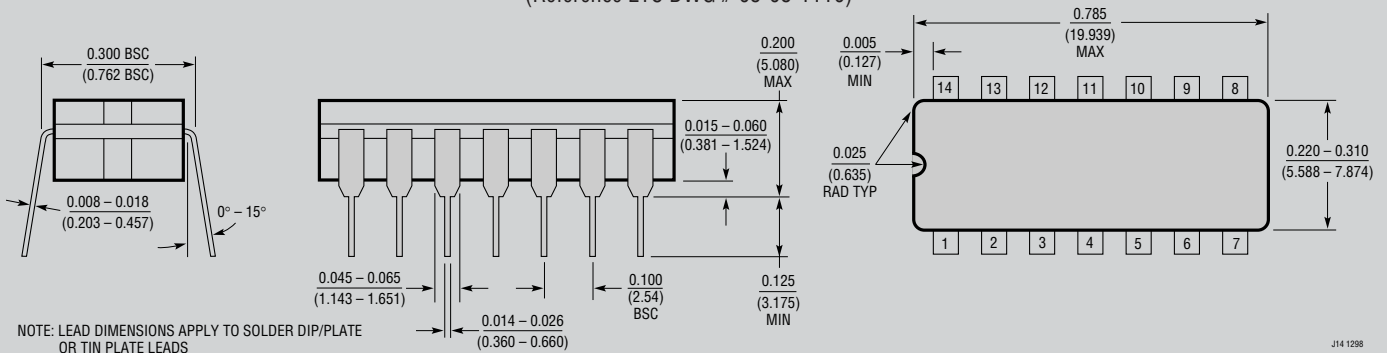 0.300 BSC
(0.762 BSC)
0.008 – 0.018
(0.203 – 0.457)
0° – 15°
NOTE: LEAD DIMENSIONS APPLY TO SOLDER DIP/PLATE
OR TIN PLATE LEADS
0.200
(5.080)
MAX
0.015 – 0.060
(0.381 – 1.524)
0.045 – 0.065
(1.143 – 1.651)
0.014 – 0.026
(0.360 – 0.660)
0.100
(2.54)
BSC
0.125
(3.175)
MIN
0.785
(19.939)
MAX
0.005
(0.127)
MIN
14 13 12 11 10 9 8
0.025
(0.635)
RAD TYP
0.220 – 0.310
(5.588 – 7.874)
1 2 3 4 5 6 7
J14 1298